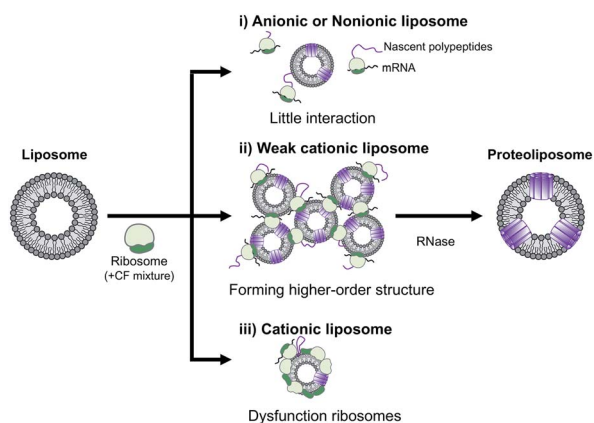 i) Anionic or Nonionic liposome
Nascent polypeptides
mRNA
Little interaction
Liposome
ii) Weak cationic liposome
Proteoliposome
Ribosome
(+CF mixture)
RNase
Forming higher-order structure
iii) Cationic liposome
Dysfunction ribosomes